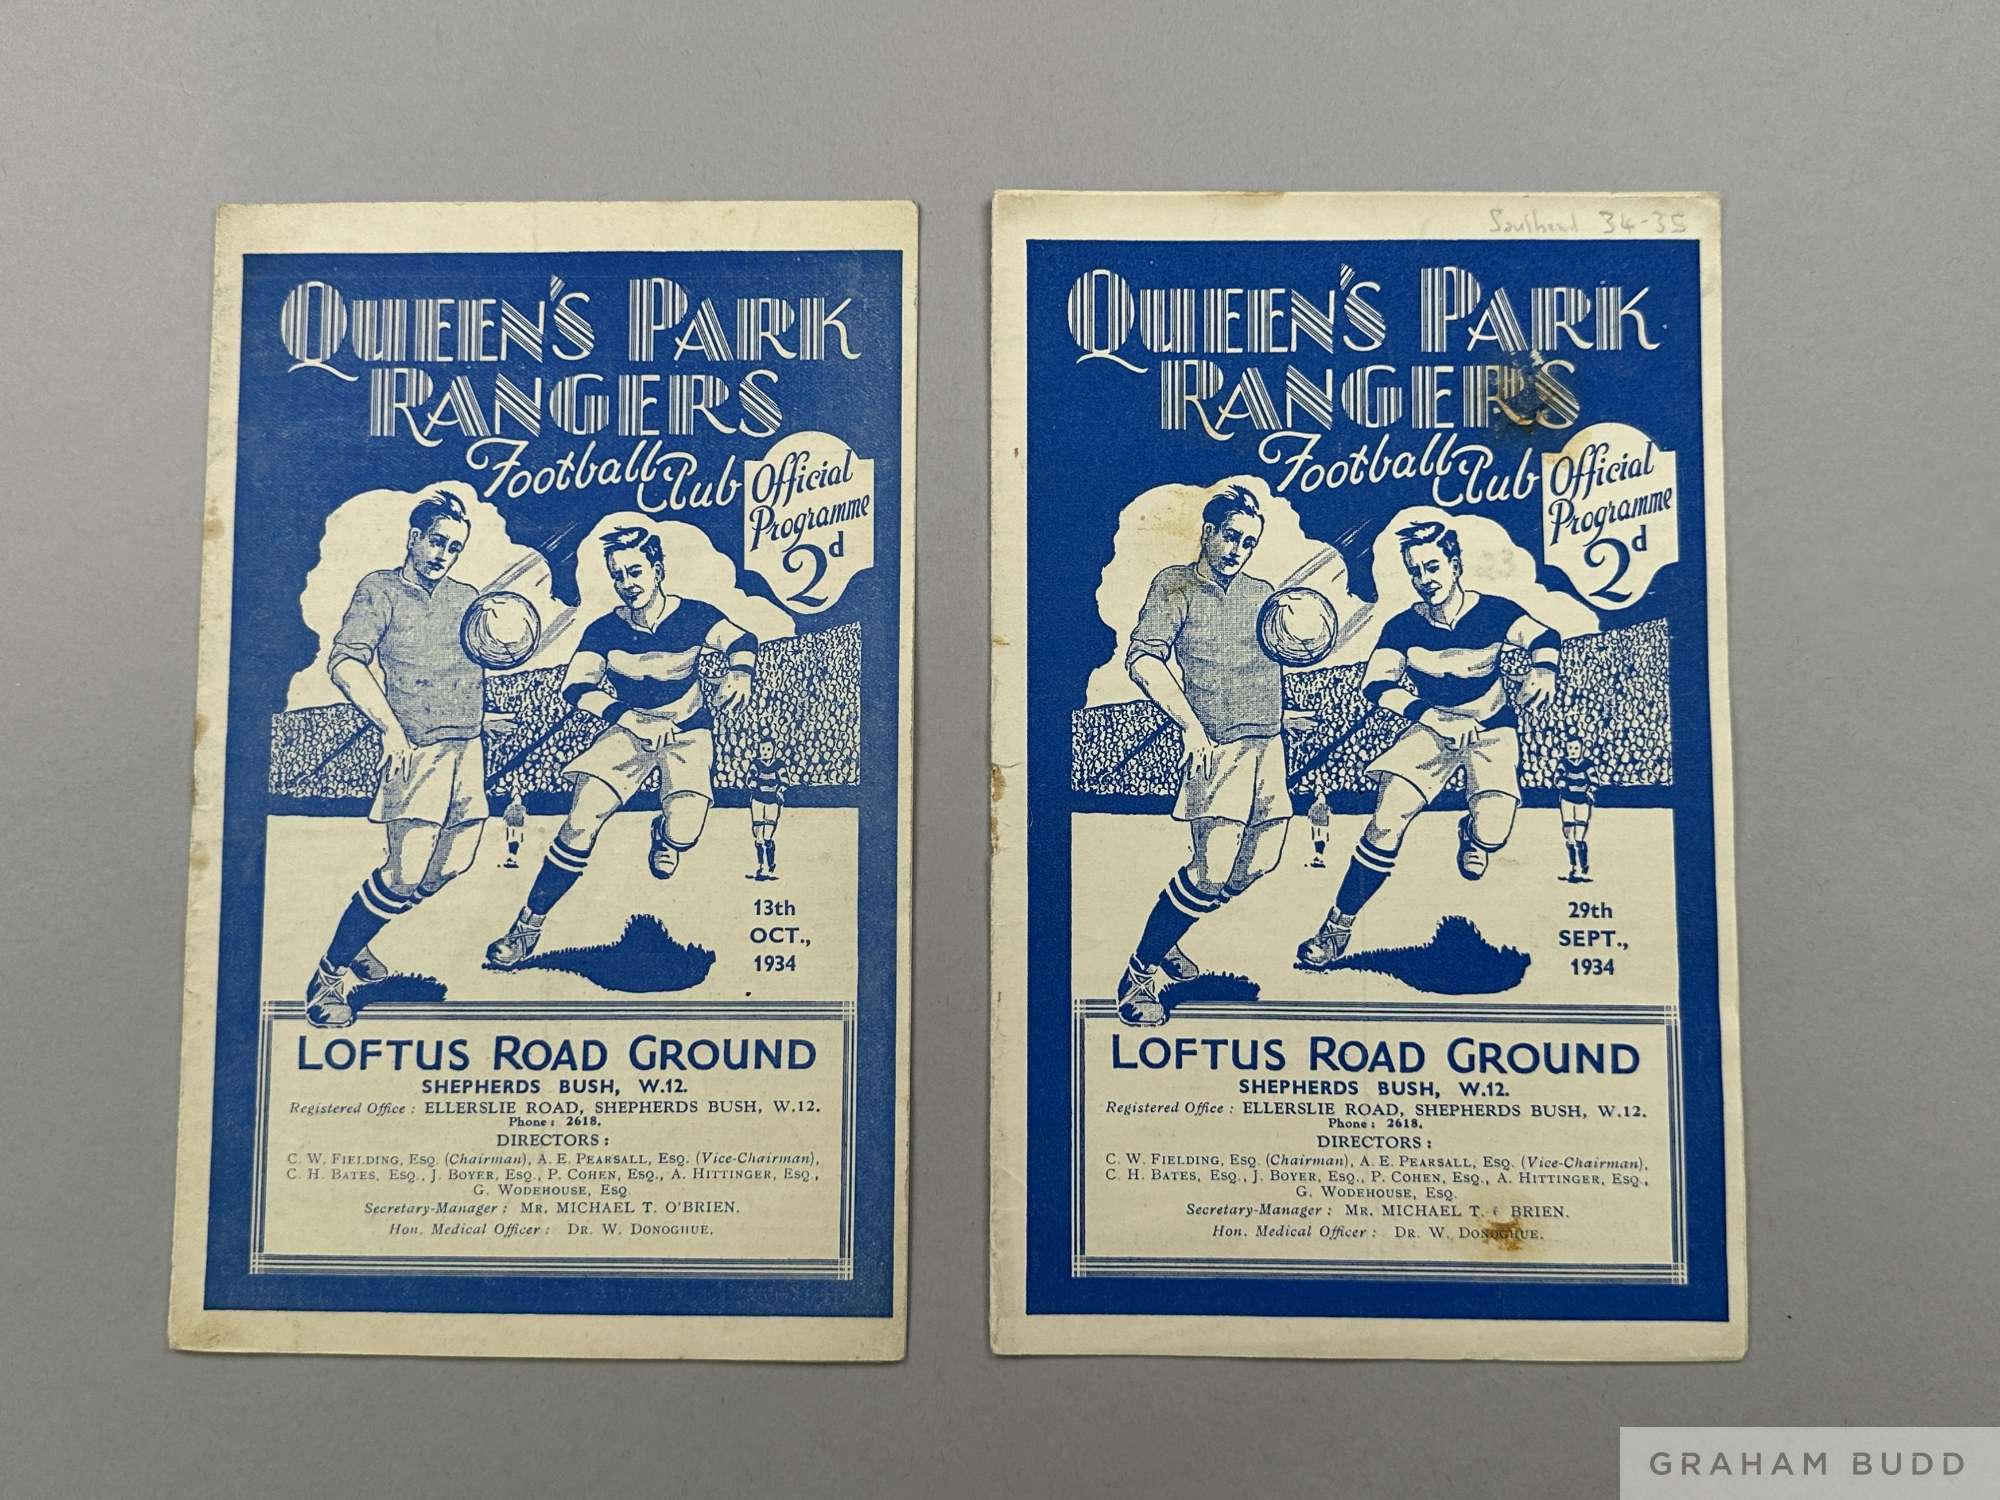 QUEEN'S PARK
RANGERS
Football Club
Official
Programme
2d
13th
OCT.,
1934
LOFTUS ROAD GROUND
SHEPHERDS BUSH, W.12.
Registered Office : ELLERSLIE ROAD, SHEPHERDS BUSH, W.12.
Phone : 2618.
DIRECTORS :
C. W. FIELDING, ESQ. (Chairman), A. E. PEARSALL, ESQ. (Vice-Chairman),
C. H. BATES, ESQ., J. BOYER, ESQ., P. COHEN, ESQ., A. HITTINGER, ESQ.,
G. WODEHOUSE, ESQ
Secretary-Manager : MR. MICHAEL T. O'BRIEN.
Hon. Medical Officer : DR. W. DONOGHUE.
Southend 34-35
QUEEN'S PARK
RANGERS
Football Club
Official
Programme
2d
29th
SEPT.,
1934
LOFTUS ROAD GROUND
SHEPHERDS BUSH, W.12.
Registered Office : ELLERSLIE ROAD, SHEPHERDS BUSH, W.12.
Phone : 2618.
DIRECTORS :
C. W. FIELDING, ESQ. (Chairman), A. E. PEARSALL, ESQ. (Vice-Chairman),
C. H. BATES, ESQ., J. BOYER, ESQ., P. COHEN, ESQ., A. HITTINGER, ESQ.,
G. WODEHOUSE, ESQ.
Secretary-Manager : MR. MICHAEL T. BRIEN.
Hon. Medical Officer : DR. W. DONOGHUE.
GRAHAM BUDD